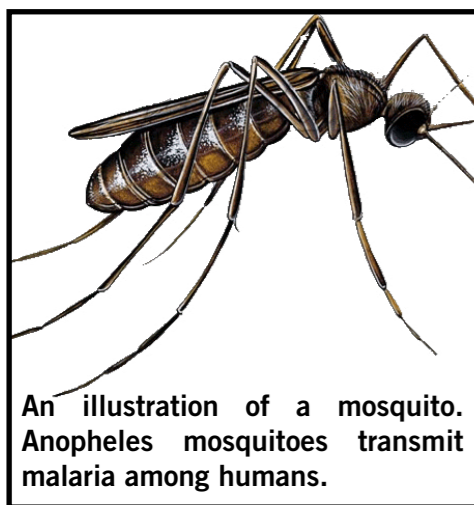 An illustration of a mosquito.
Anopheles mosquitoes transmit
malaria among humans.